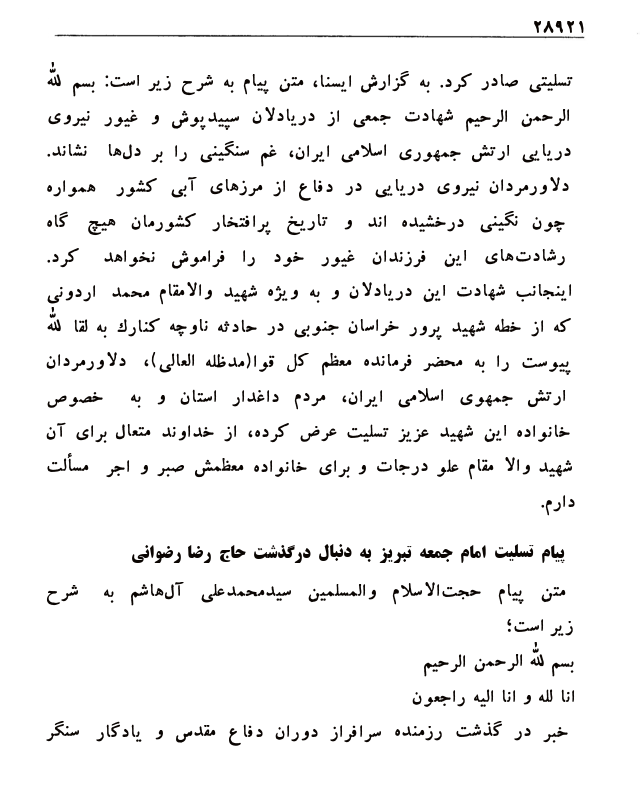 ۲۸۹۲۱
تسلیتی صادر کرد. به گزارش ایسنا، متن پیام به شرح زیر است: بسم لله
الرحمن الرحیم شهادت جمعی از دریادلان سپیدپوش و غیور نیروی
دریایی ارتش جمهوری اسلامی ایران، غم سنگینی را بر دل‌ها نشاند.
دلاورمردان نیروی دریایی در دفاع از مرزهای آبی کشور همواره
چون نگینی درخشیده اند و تاریخ پرافتخار کشورمان هیچ گاه
رشادت‌های این فرزندان غیور خود را فراموش نخواهد کرد.
اینجانب شهادت این دریادلان و به ویژه شهید والامقام محمد اردونی
که از خطه شهید پرور خراسان جنوبی در حادثه ناوچه کنارك به لقا لله
پیوست را به محضر فرمانده معظم کل قوا(مدظله العالی)، دلاورمردان
ارتش جمهوی اسلامی ایران، مردم داغدار استان و به خصوص
خانواده این شهید عزیز تسلیت عرض کرده، از خداوند متعال برای آن
شهید والا مقام علو درجات و برای خانواده معظمش صبر و اجر مسألت
دارم.
پیام تسلیت امام جمعه تبریز به دنبال درگذشت حاج رضا رضوانی
متن پیام حجت‌الاسلام والمسلمین سیدمحمدعلی آل‌هاشم به شرح
زیر است؛
بسم لله الرحمن الرحیم
انا لله و انا الیه راجعون
خبر در گذشت رزمنده سرافراز دوران دفاع مقدس و یادگار سنگر